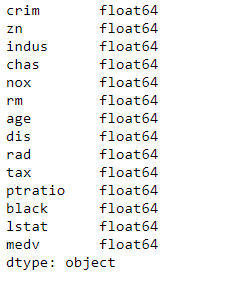 crim float64
zn float64
indus float64
chas float64
nox float64
rm float64
age float64
dis float64
rad float64
tax float64
ptratio float64
black float64
lstat float64
medv float64
dtype: object